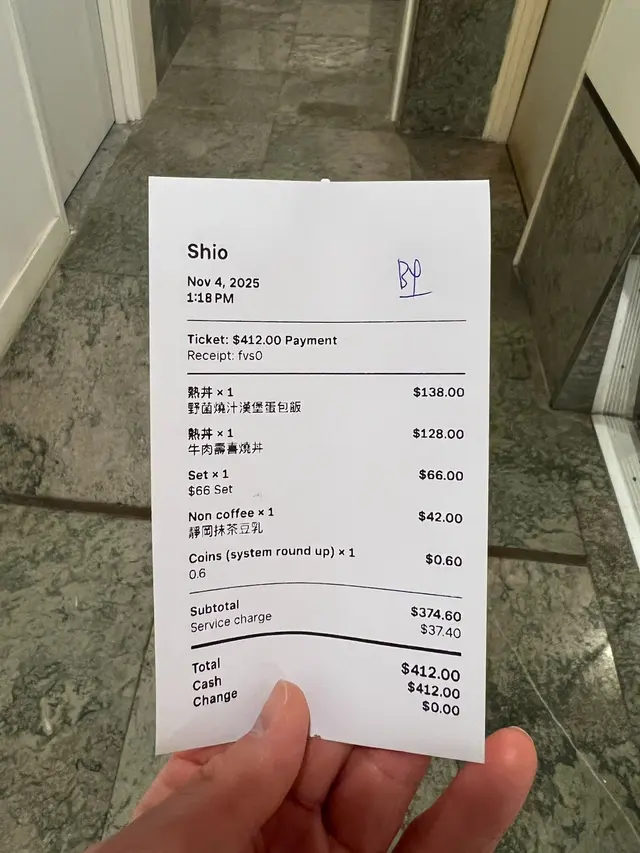 Shio
Nov 4, 2025
1:18 PM
Ticket: $412.00 Payment
Receipt: fvs0
熱丼 × 1 $138.00
野菌燒汁漢堡蛋包飯
熱丼 × 1 $128.00
牛肉壽喜燒丼
Set × 1 $66.00
$66 Set
Non coffee × 1 $42.00
靜岡抹茶豆乳
Coins (system round up) × 1 $0.60
0.6
Subtotal $374.60
Service charge $37.40
Total $412.00
Cash $412.00
Change $0.00